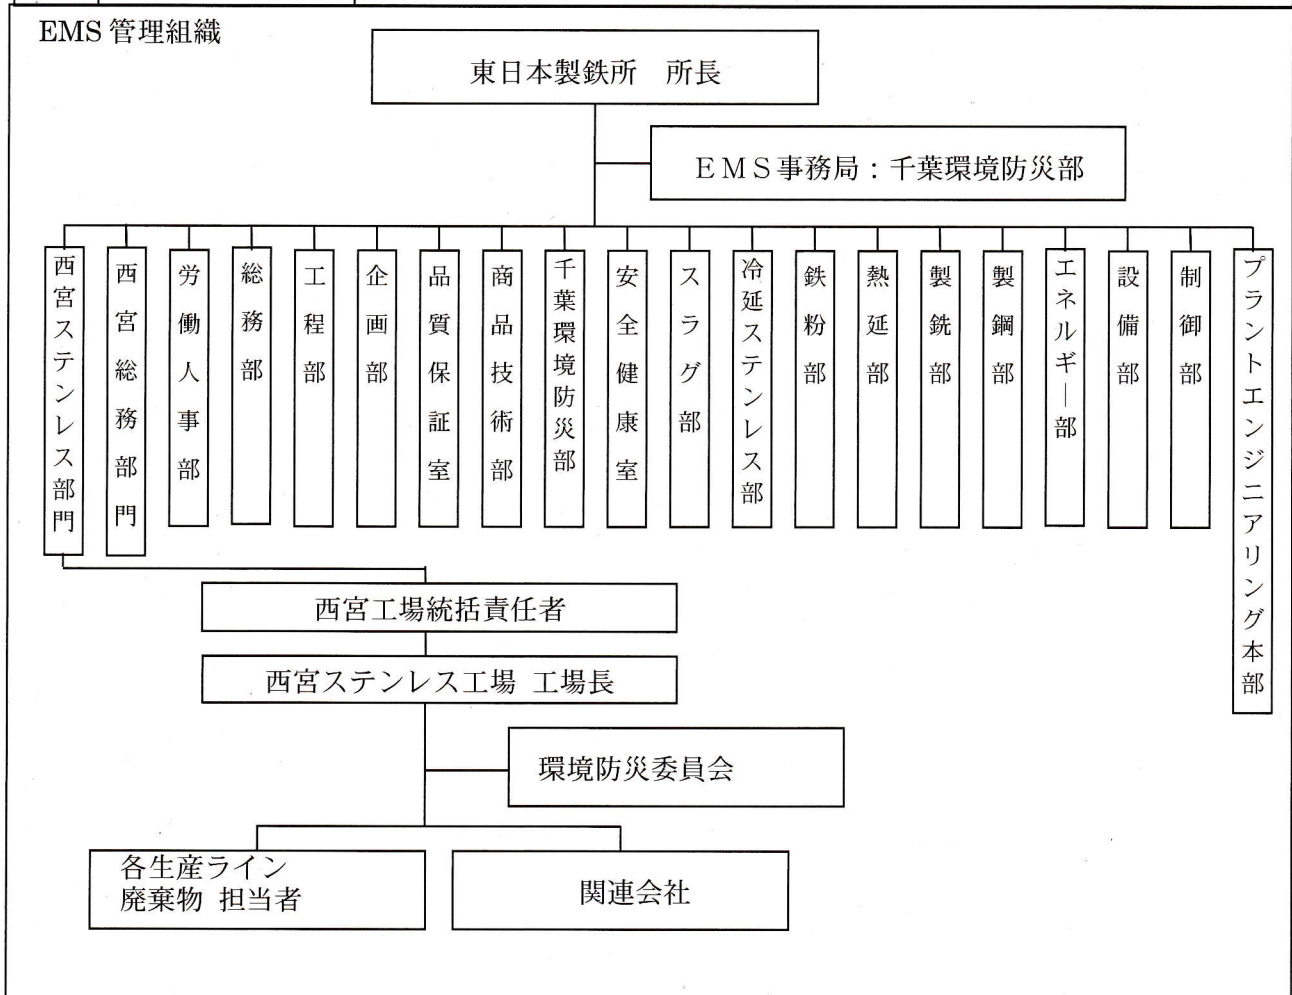 EMS 管理組織
東日本製鉄所 所長
EMS事務局：千葉環境防災部
西宮ステンレス部門
西宮総務部門
労働人事部
総務部
工程部
企画部
品質保証室
商品技術部
千葉環境防災部
安全健康室
スラグ部
冷延ステンレス部
鉄粉部
熱延部
製銑部
製鋼部
エネルギー部
設備部
制御部
プラントエンジニアリング本部
西宮工場統括責任者
西宮ステンレス工場 工場長
環境防災委員会
各生産ライン
廃棄物 担当者
関連会社